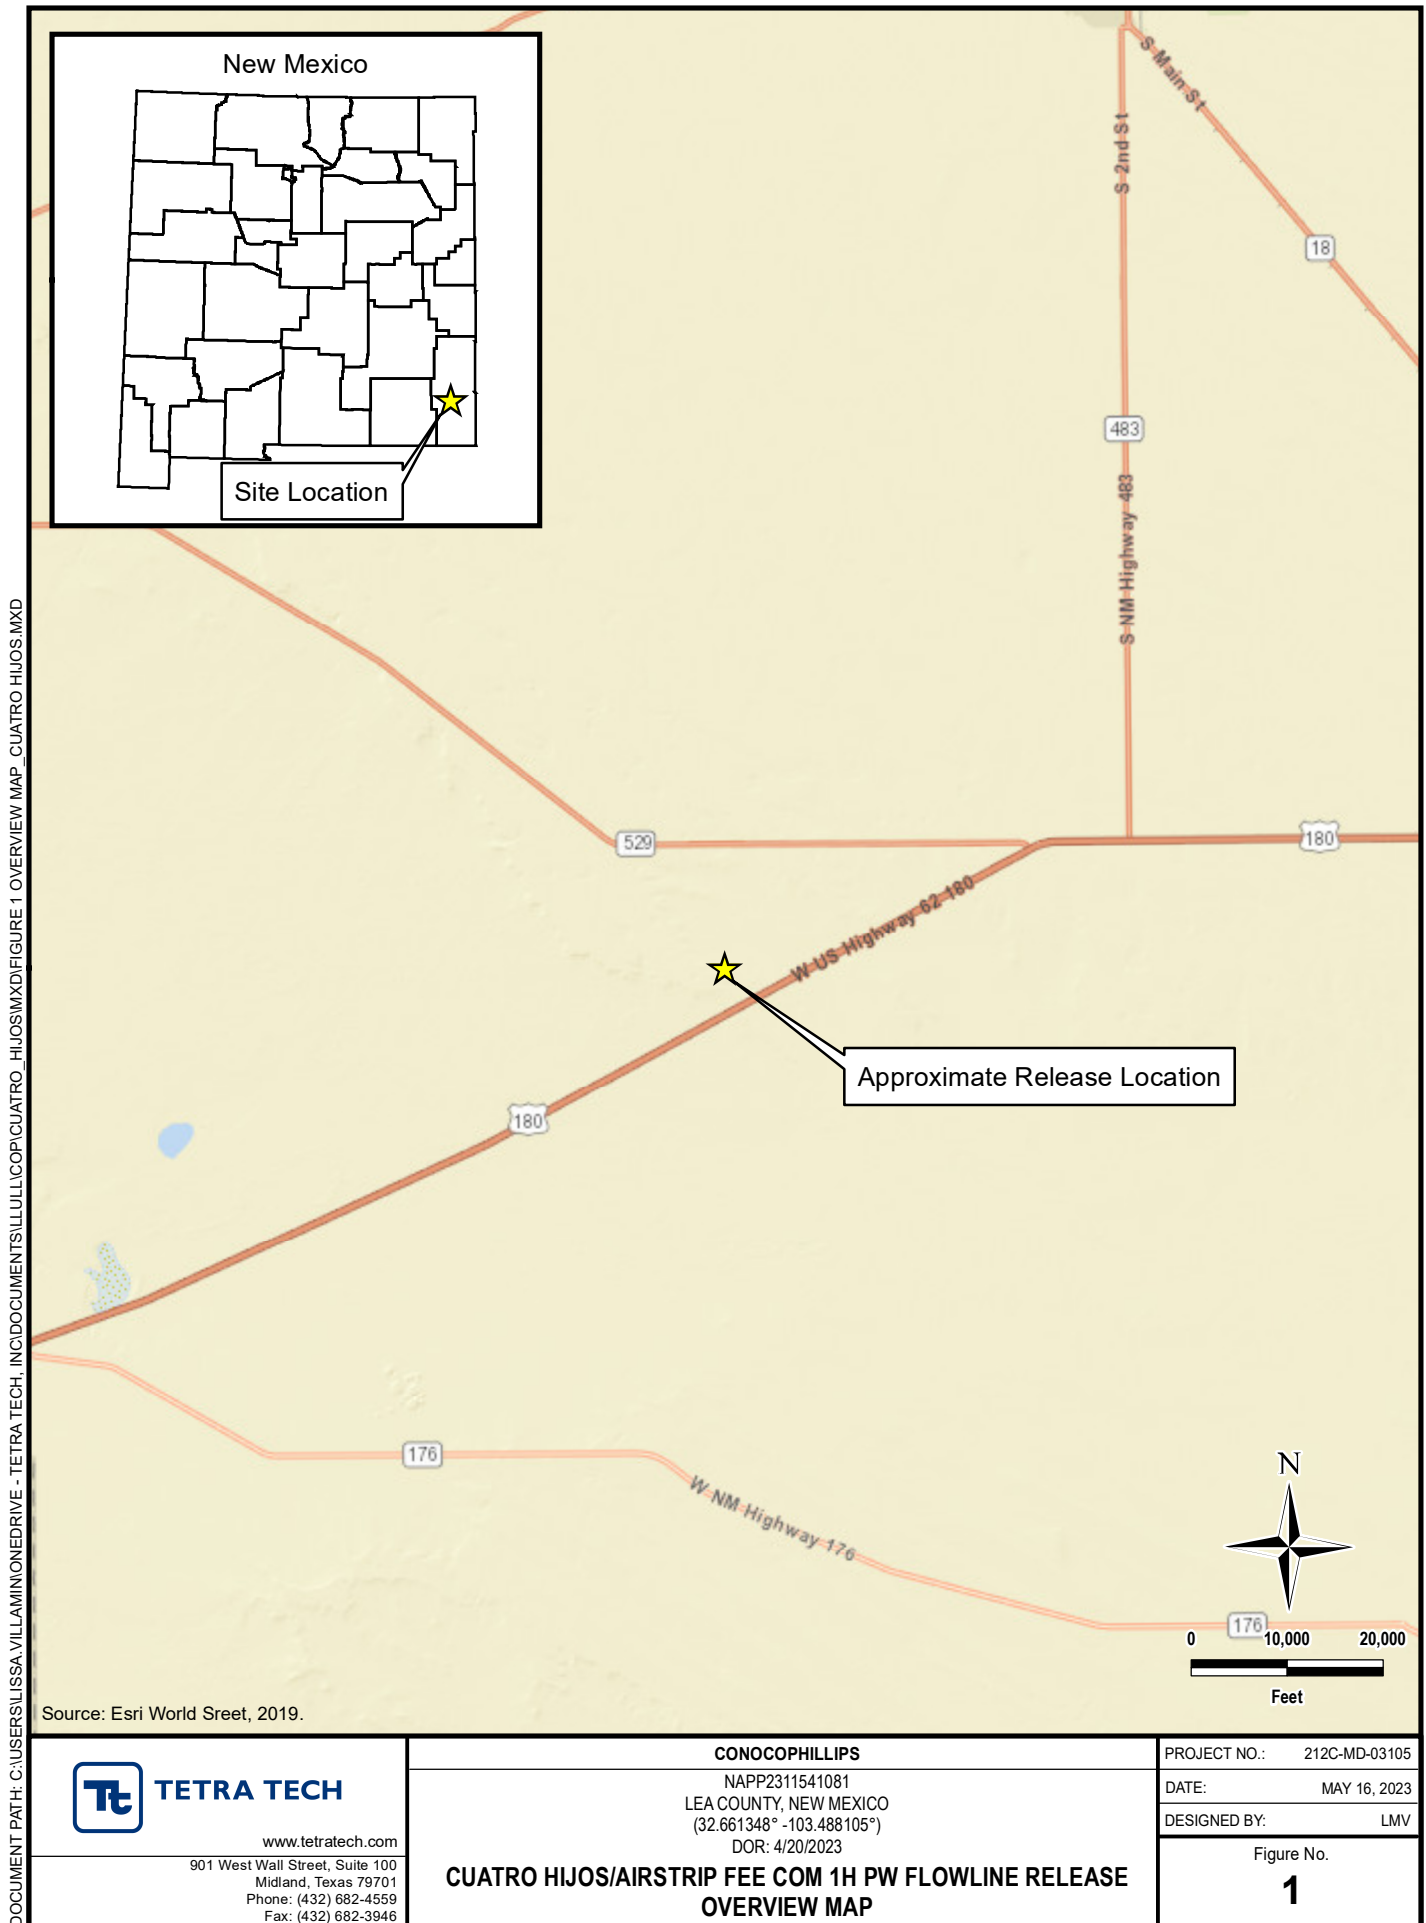 New Mexico
Site Location
S Main St
S 2nd St
18
483
S NM Highway 483
529
180
W US Highway 62 180
Approximate Release Location
180
176
W NM Highway 176
N
176
0 10,000 20,000
Feet
Source: Esri World Sreet, 2019.
DOCUMENT PATH: C:\USERS\LISSA.VILLAMIN\ONEDRIVE - TETRA TECH, INC\DOCUMENTS\LLULL\COP\CUATRO_HIJOS\MXD\FIGURE 1 OVERVIEW MAP_CUATRO HIJOS.MXD
Tt TETRA TECH
www.tetratech.com
901 West Wall Street, Suite 100
Midland, Texas 79701
Phone: (432) 682-4559
Fax: (432) 682-3946
CONOCOPHILLIPS
NAPP2311541081
LEA COUNTY, NEW MEXICO
(32.661348° -103.488105°)
DOR: 4/20/2023
CUATRO HIJOS/AIRSTRIP FEE COM 1H PW FLOWLINE RELEASE
OVERVIEW MAP
PROJECT NO.: 212C-MD-03105
DATE: MAY 16, 2023
DESIGNED BY: LMV
Figure No.
1